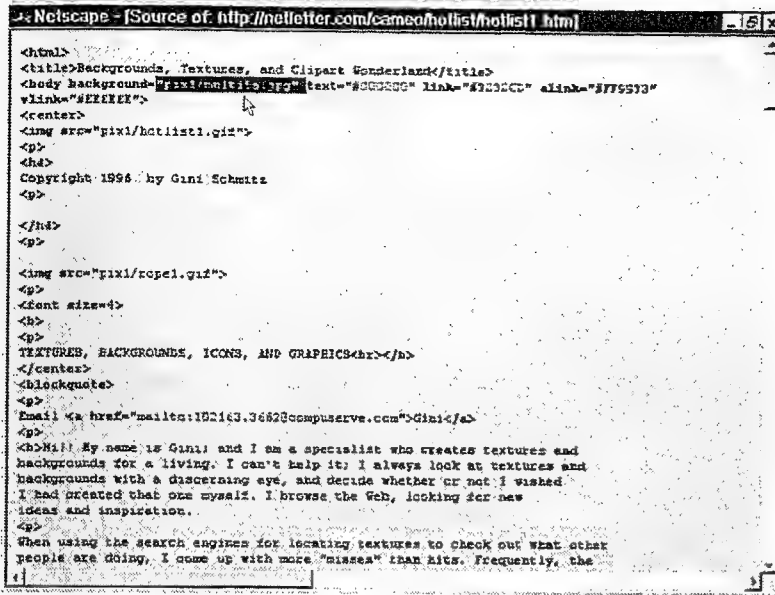 Netscape - [Source of: http://netletter.com/cameo/hotlist/hotlist1.htm]
<html>
<title>Backgrounds, Textures, and Clipart Wonderland</title>
<body background= text= link="#3232CD" alink=
vlink="#EEEEEE">
<center>
<img src="pix1/hotlist1.gif">
<p>
<h4>
Copyright 1996 by Gini Schmitz
<p>
</h4>
<p>
<img src="pix1/rope1.gif">
<p>
<font size=4>
<b>
<p>
TEXTURES, BACKGROUNDS, ICONS, AND GRAPHICS<br></b>
</center>
<blockquote>
<p>
Email <a href="mailto:102163.3662@compuserve.com">Gini</a>
<p>
<b>Hi!! My name is Gini; and I am a specialist who creates textures and
backgrounds for a living. I can't help it; I always look at textures and
backgrounds with a discerning eye, and decide whether or not I wished
I had created that one myself. I browse the Web, looking for new
ideas and inspiration.
<p>
When using the search engines for locating textures to check out what other
people are doing, I come up with more "misses" than hits. Frequently, the